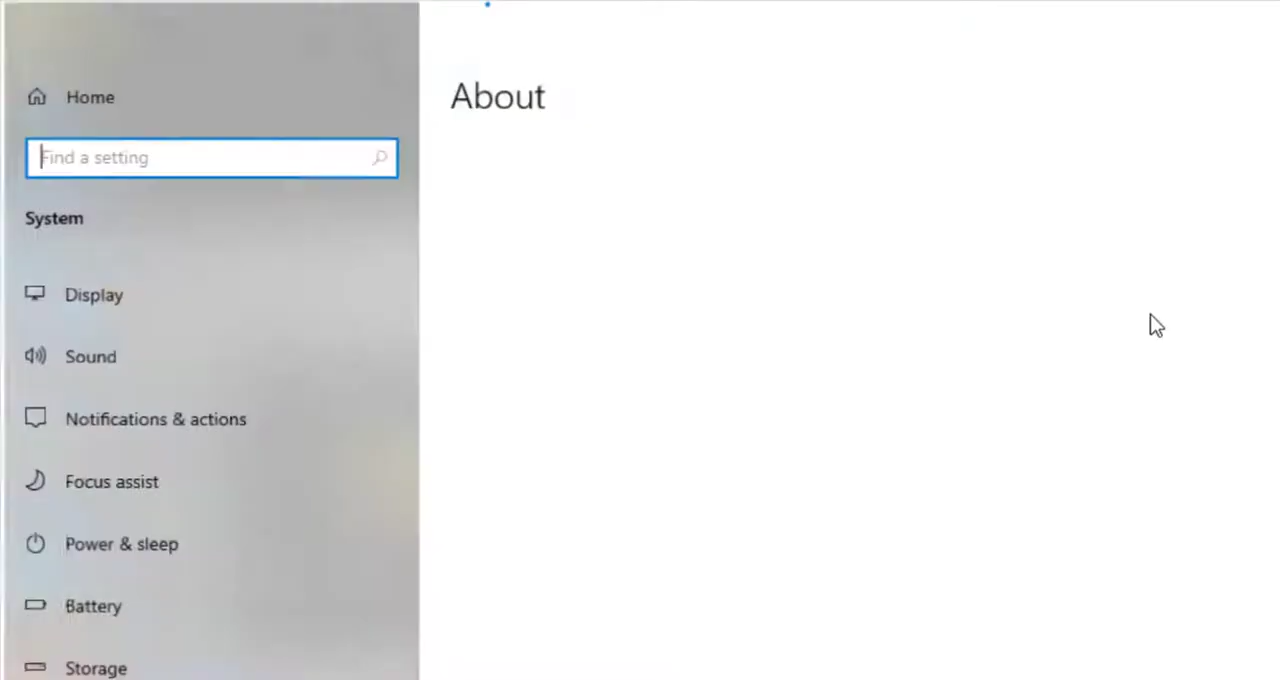 Home
About
Find a setting
System
Display
Sound
Notifications & actions
Focus assist
Power & sleep
Battery
Storage